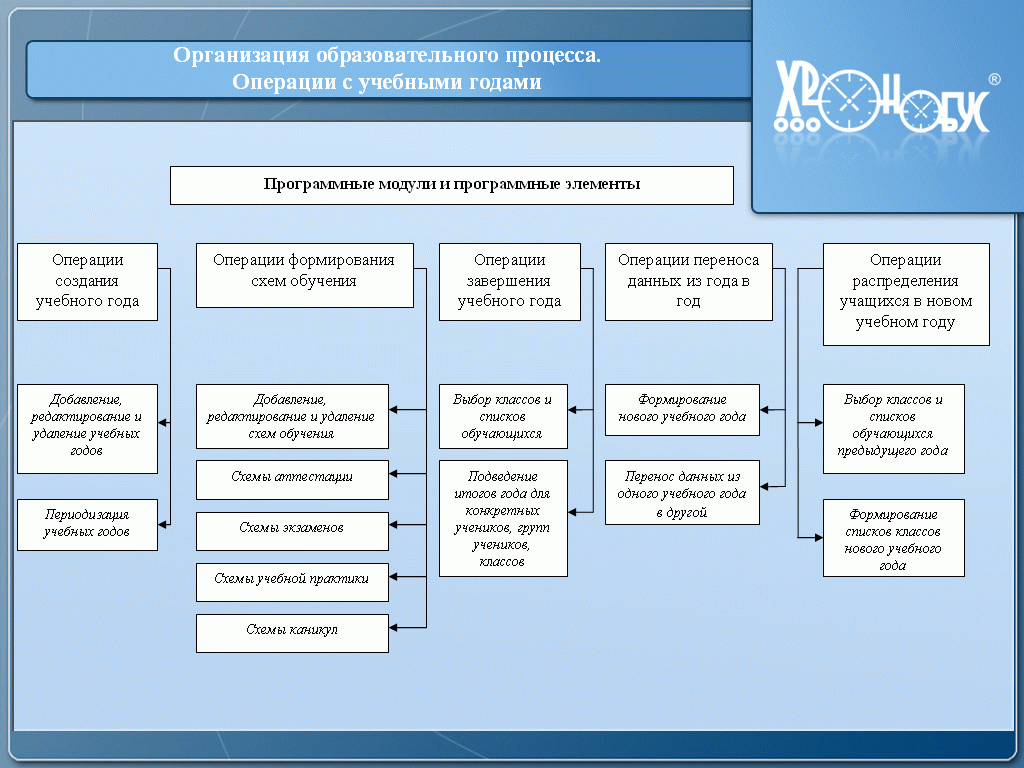 Организация образовательного процесса.
Операции с учебными годами
ХРОНОБУС®
Программные модули и программные элементы
Операции
создания
учебного года
Добавление,
редактирование и
удаление учебных
годов
Периодизация
учебных годов
Операции формирования
схем обучения
Добавление,
редактирование и удаление
схем обучения
Схемы аттестации
Схемы экзаменов
Схемы учебной практики
Схемы каникул
Операции
завершения
учебного года
Выбор классов и
списков
обучающихся
Подведение
итогов года для
конкретных
учеников, групп
учеников,
классов
Операции переноса
данных из года в
год
Формирование
нового учебного года
Перенос данных из
одного учебного года
в другой
Операции
распределения
учащихся в новом
учебном году
Выбор классов и
списков
обучающихся
предыдущего года
Формирование
списков классов
нового учебного
года